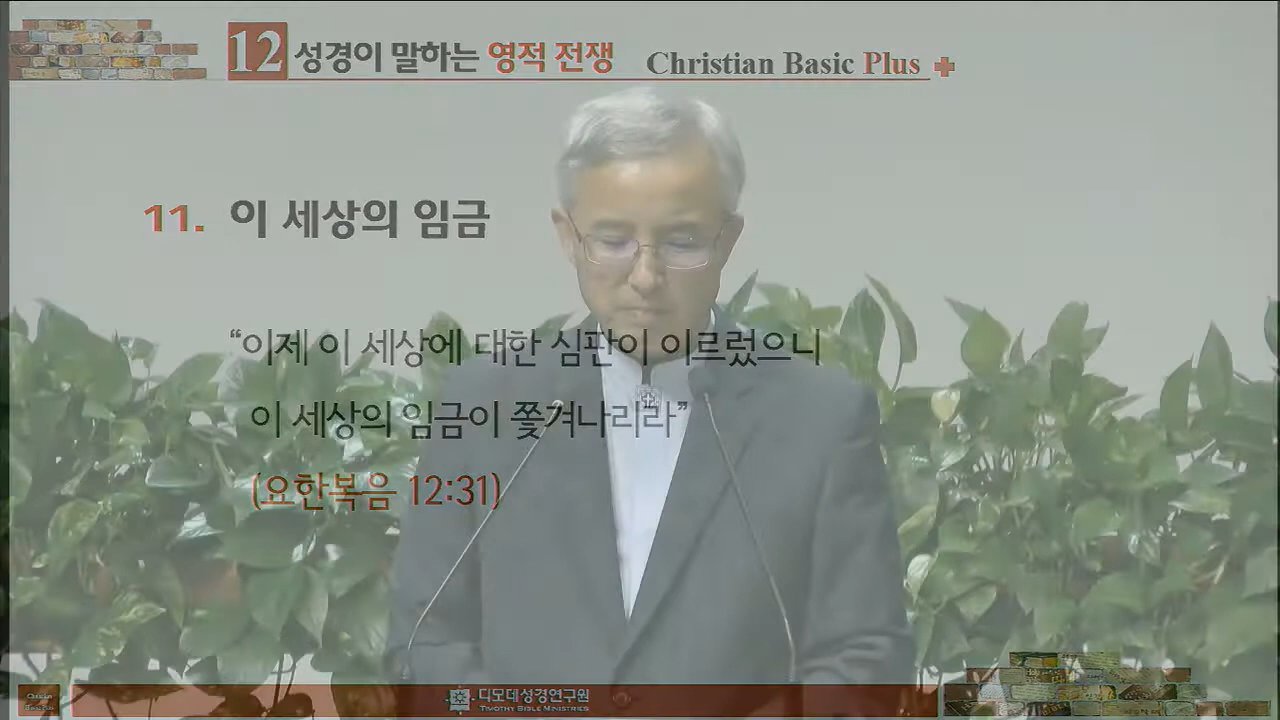 12 성경이 말하는 영적 전쟁 Christian Basic Plus
11. 이 세상의 임금
“이제 이 세상에 대한 심판이 이르렀으니
이 세상의 임금이 쫓겨나리라”
(요한복음 12:31)
디모데성경연구원
TIMOTHY BIBLE MINISTRIES